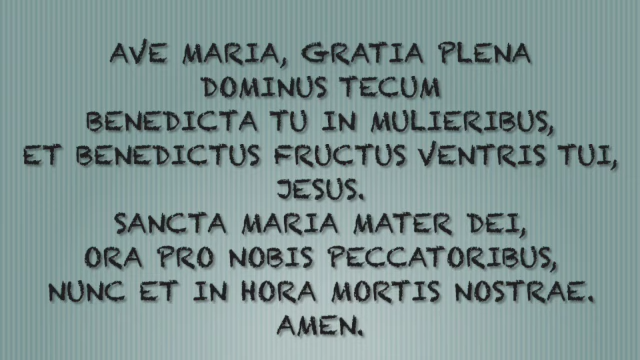 AVE MARIA, GRATIA PLENA
DOMINUS TECUM
BENEDICTA TU IN MULIERIBUS,
ET BENEDICTUS FRUCTUS VENTRIS TUI,
JESUS.
SANCTA MARIA MATER DEI,
ORA PRO NOBIS PECCATORIBUS,
NUNC ET IN HORA MORTIS NOSTRAE.
AMEN.